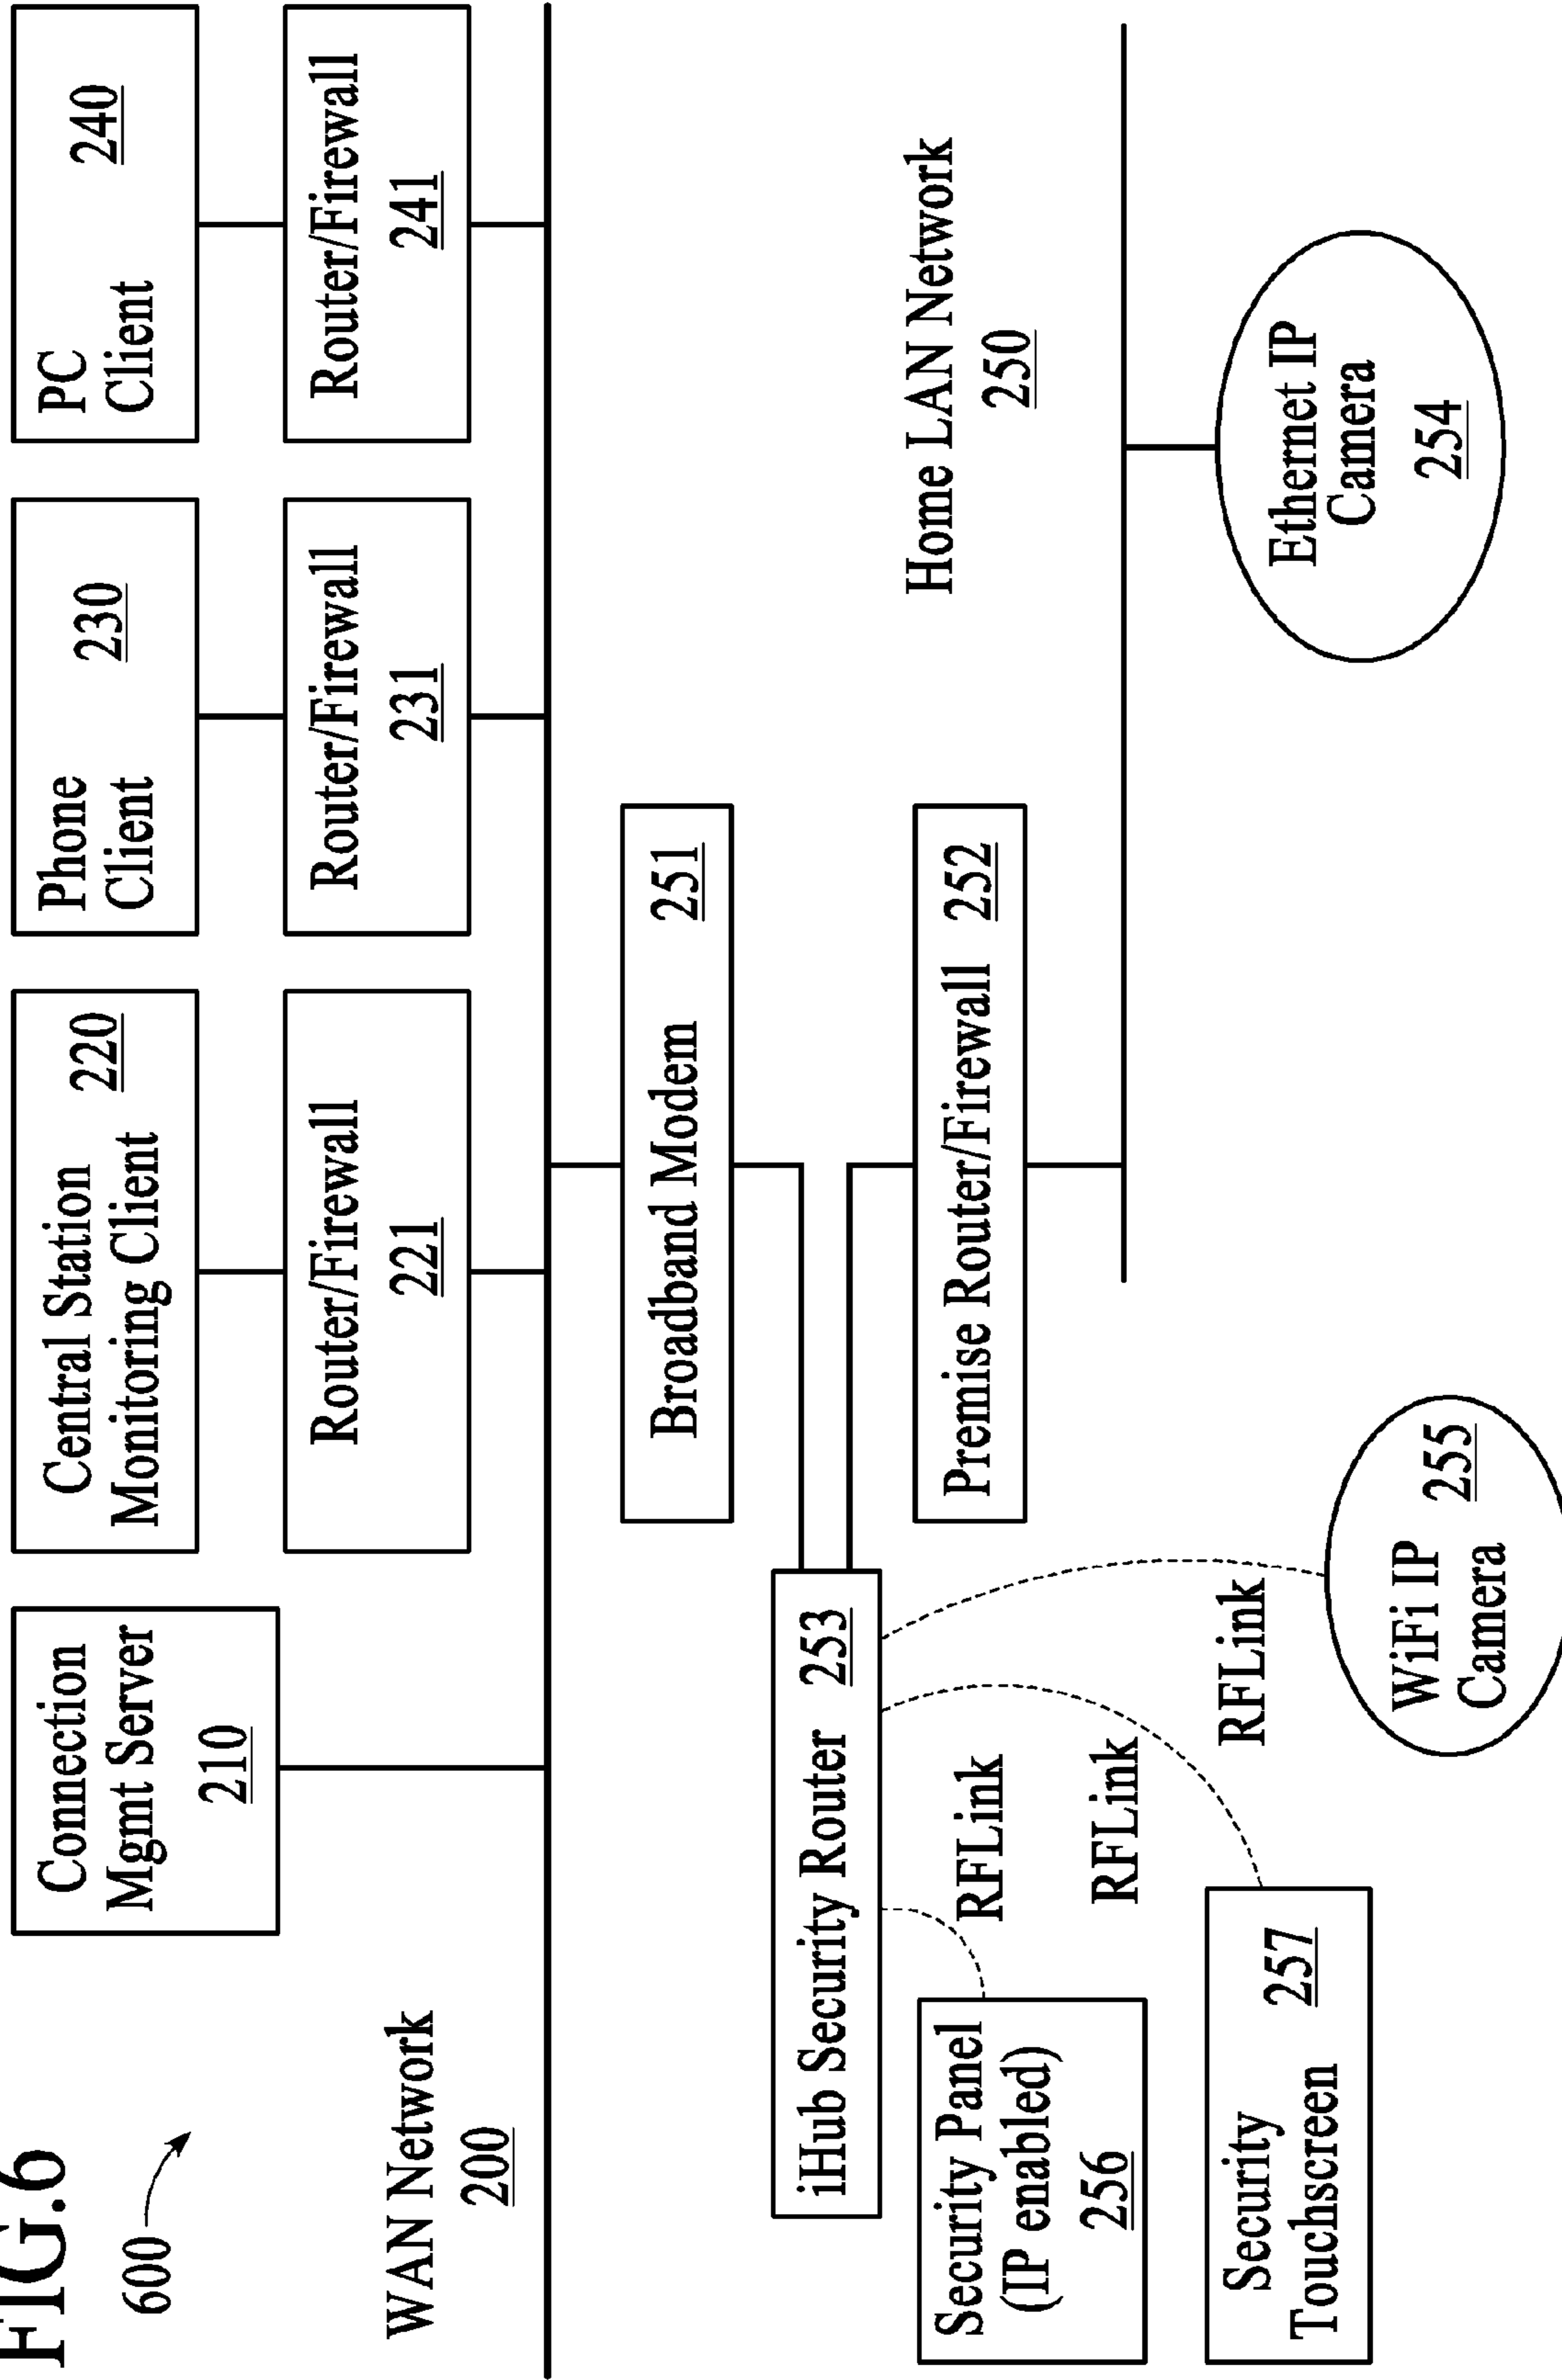 FIG.6
600
WAN Network
200
Connection
Mgmt Server
210
Central Station
Monitoring Client
220
Router/Firewall
221
Phone
Client
230
Router/Firewall
231
PC
Client
240
Router/Firewall
241
Broadband Modem 251
iHub Security Router 253
Premise Router/Firewall 252
Home LAN Network
250
Security Panel
(IP enabled)
256
RFLink
RFLink
RFLink
Security
Touchscreen
257
WiFi IP
Camera
255
Ethernet IP
Camera
254